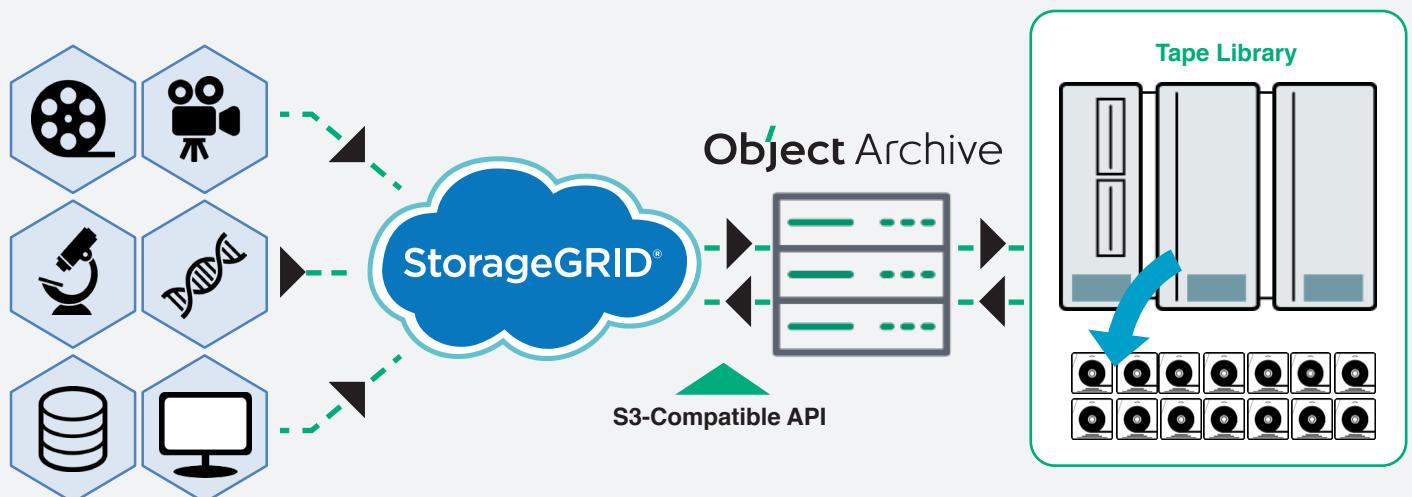 Tape Library
Object Archive
StorageGRID®
S3-Compatible API